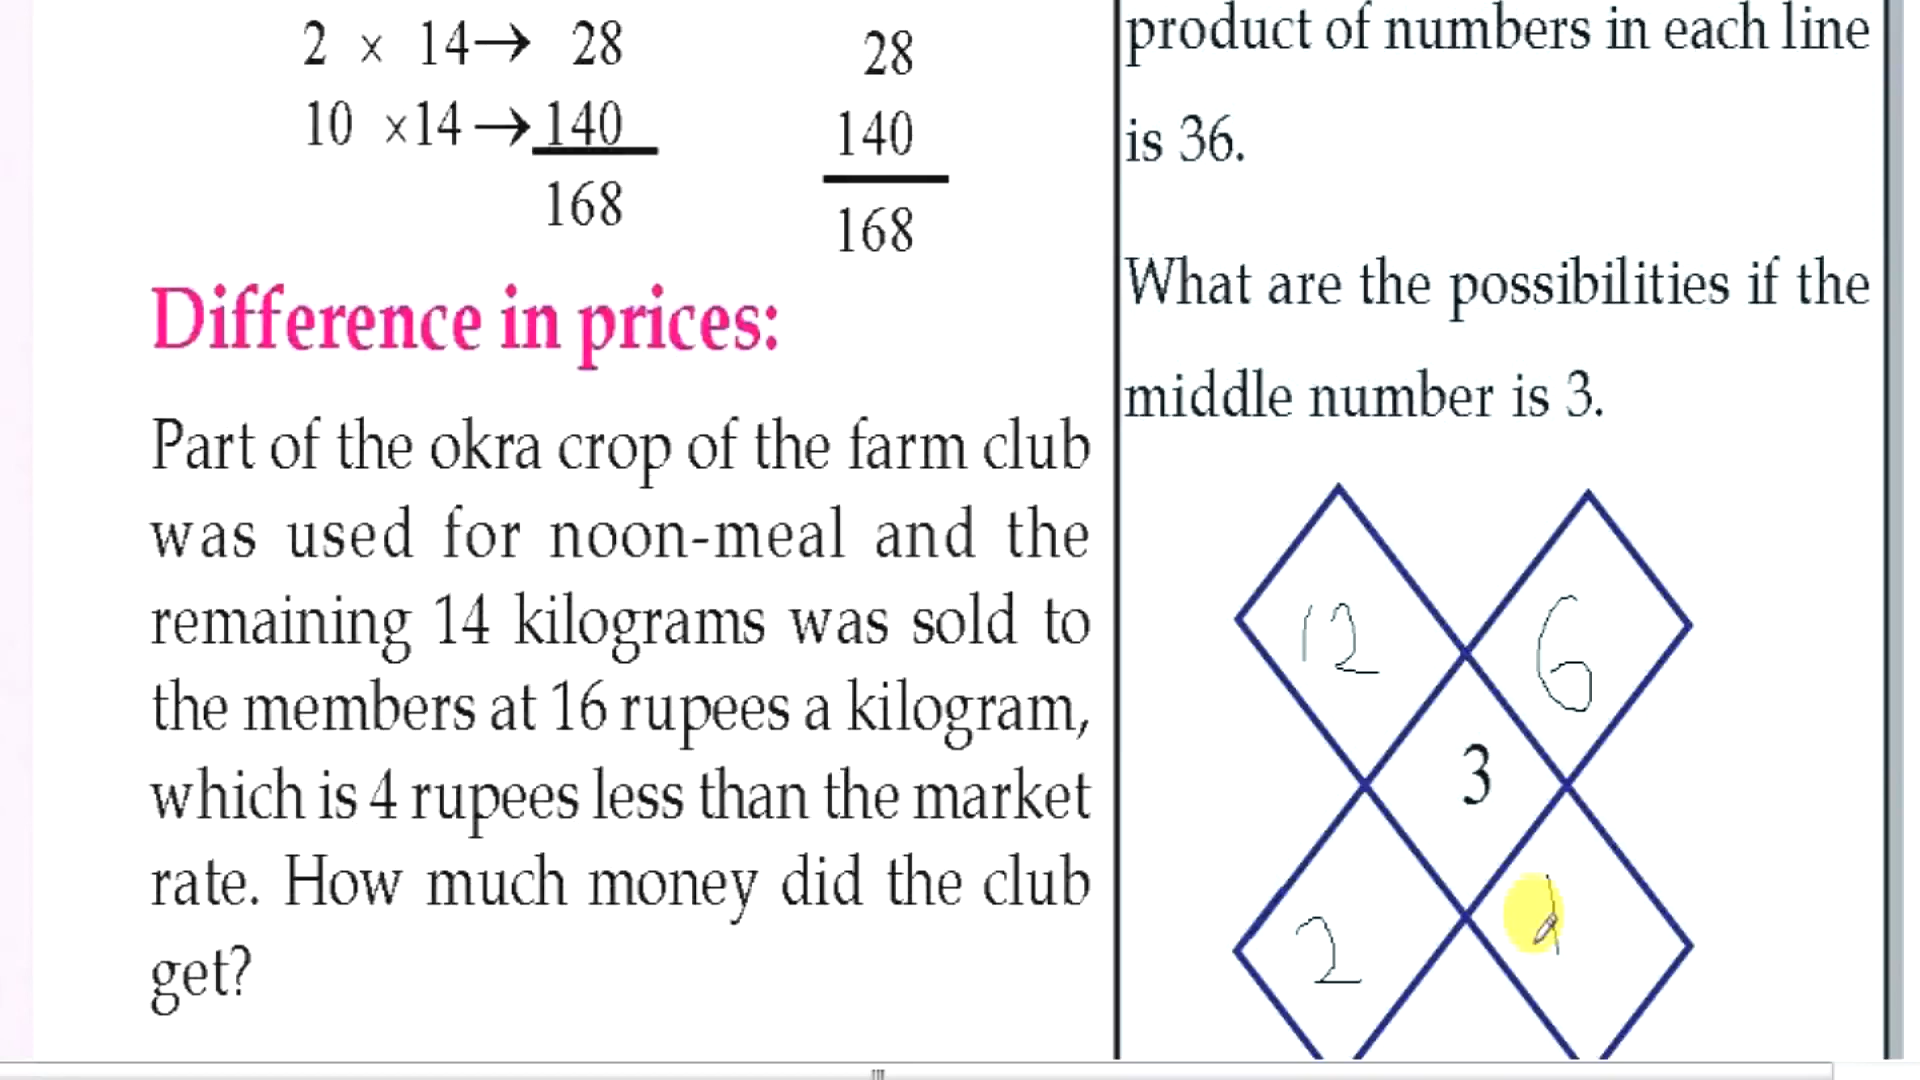 2 × 14→ 28
10 ×14→140
168
28
140
168
Difference in prices:
Part of the okra crop of the farm club
was used for noon-meal and the
remaining 14 kilograms was sold to
the members at 16 rupees a kilogram,
which is 4 rupees less than the market
rate. How much money did the club
get?
product of numbers in each line
is 36.
What are the possibilities if the
middle number is 3.
12 6
3
2 1